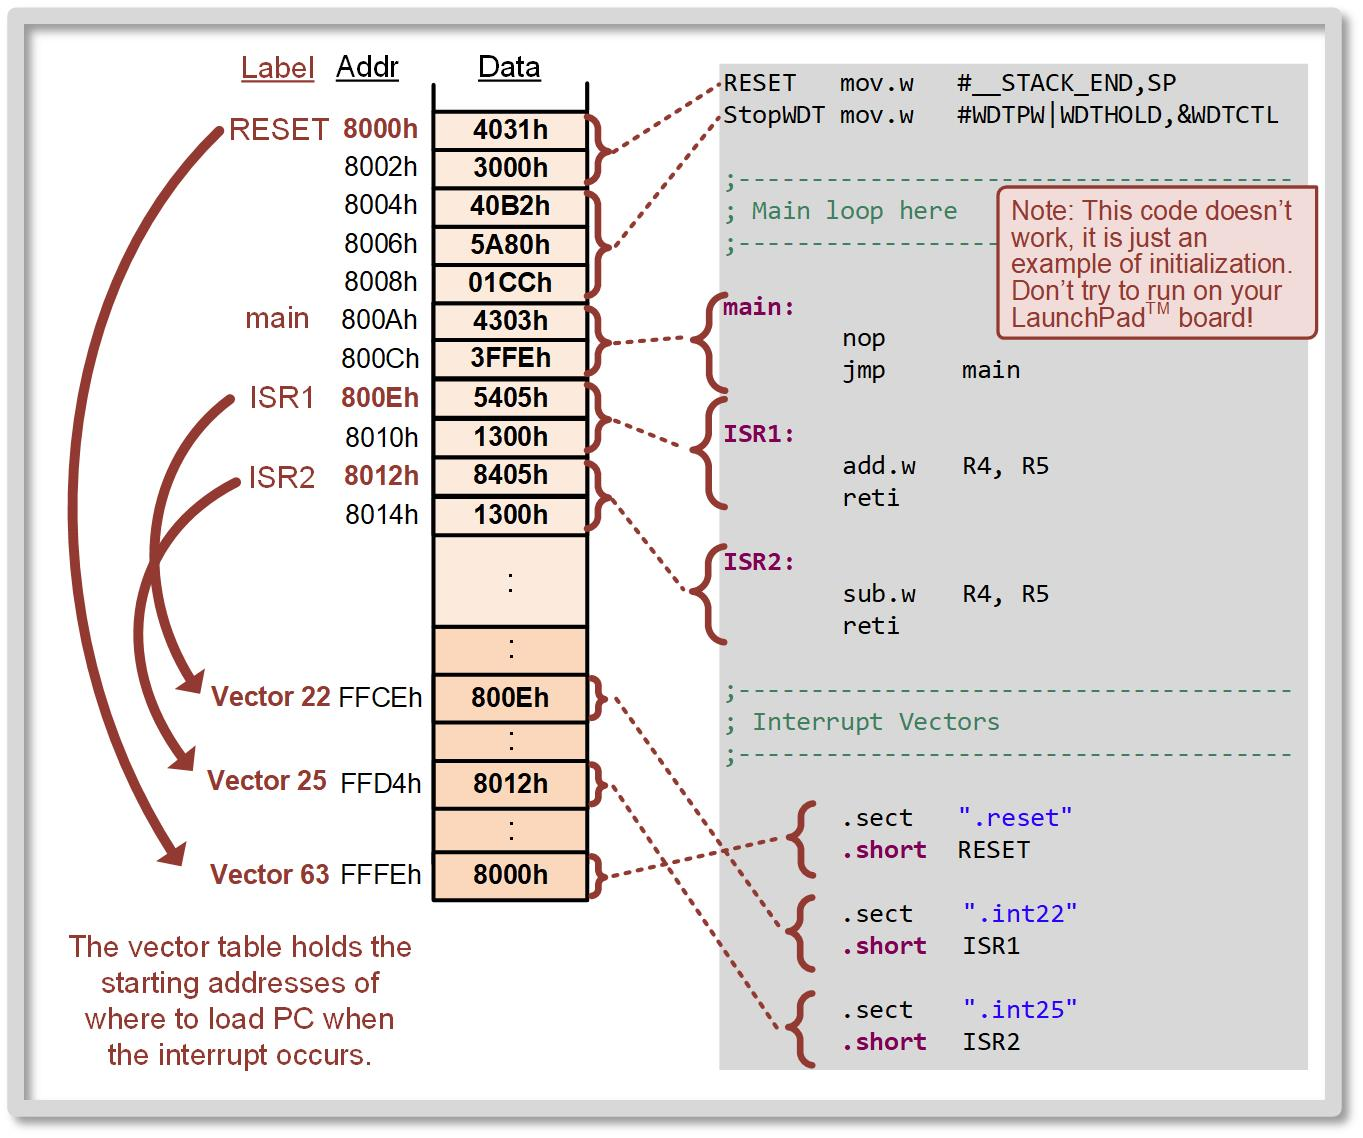 Label Addr Data
RESET 8000h 4031h
8002h 3000h
8004h 40B2h
8006h 5A80h
8008h 01CCh
main 800Ah 4303h
800Ch 3FFEh
ISR1 800Eh 5405h
8010h 1300h
ISR2 8012h 8405h
8014h 1300h
:
:
Vector 22 FFCEh 800Eh
:
Vector 25 FFD4h 8012h
:
Vector 63 FFFEh 8000h
The vector table holds the
starting addresses of
where to load PC when
the interrupt occurs.
RESET mov.w #__STACK_END,SP
StopWDT mov.w #WDTPW|WDTHOLD,&WDTCTL
;-------------------------------------
; Main loop here
;-----------------
Note: This code doesn't
work, it is just an
example of initialization.
Don't try to run on your
LaunchPad™ board!
main:
nop
jmp main
ISR1:
add.w R4, R5
reti
ISR2:
sub.w R4, R5
reti
;-------------------------------------
; Interrupt Vectors
;-------------------------------------
.sect ".reset"
.short RESET
.sect ".int22"
.short ISR1
.sect ".int25"
.short ISR2